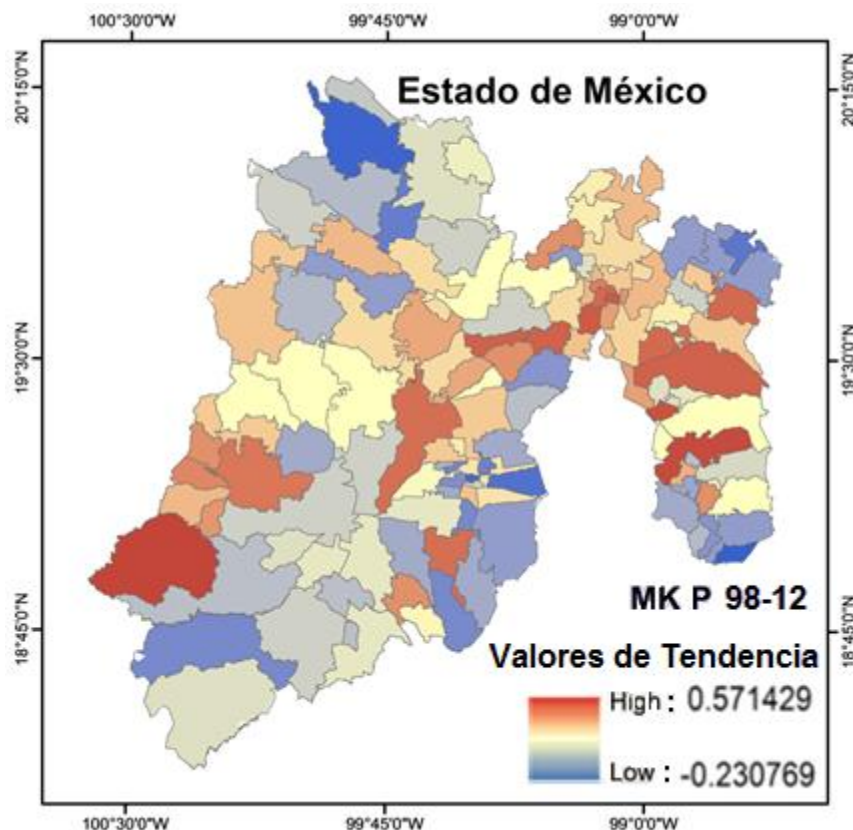 100°30'0"W 99°45'0"W 99°0'0"W
20°15'0"N 20°15'0"N
Estado de México
19°30'0"N 19°30'0"N
18°45'0"N 18°45'0"N
MK P 98-12
Valores de Tendencia
High : 0.571429
Low : -0.230769
100°30'0"W 99°45'0"W 99°0'0"W